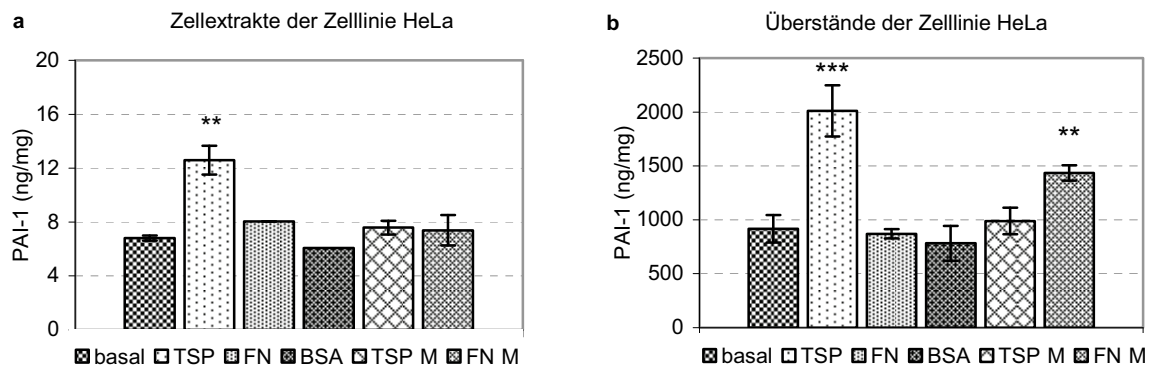 a Zellextrakte der Zelllinie HeLa
20
16
12
8
4
0
PAI-1 (ng/mg)
**
basal TSP FN BSA TSP M FN M
b Überstände der Zelllinie HeLa
2500
2000
1500
1000
500
0
PAI-1 (ng/mg)
***
**
basal TSP FN BSA TSP M FN M